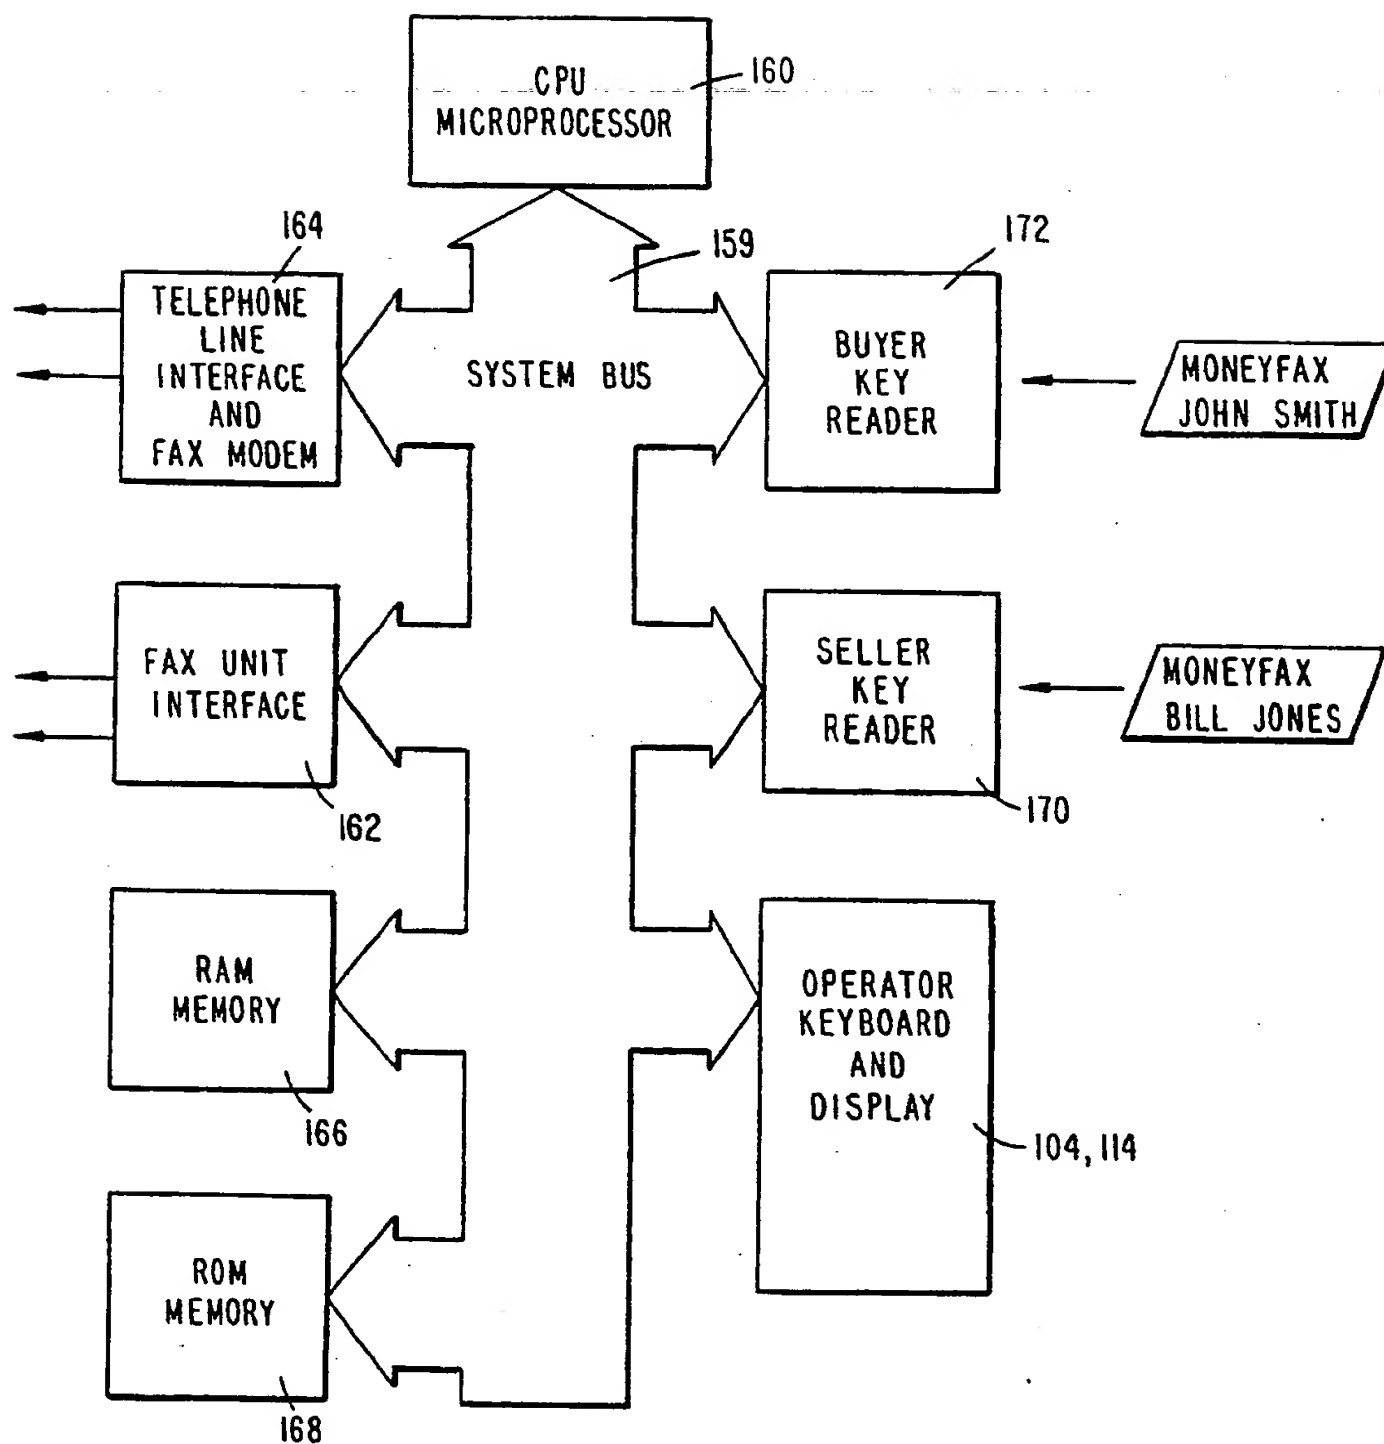 CPU
MICROPROCESSOR
160
164
159
172
TELEPHONE
LINE
INTERFACE
AND
FAX MODEM
SYSTEM BUS
BUYER
KEY
READER
MONEYFAX
JOHN SMITH
FAX UNIT
INTERFACE
162
SELLER
KEY
READER
170
MONEYFAX
BILL JONES
RAM
MEMORY
166
OPERATOR
KEYBOARD
AND
DISPLAY
104, 114
ROM
MEMORY
168